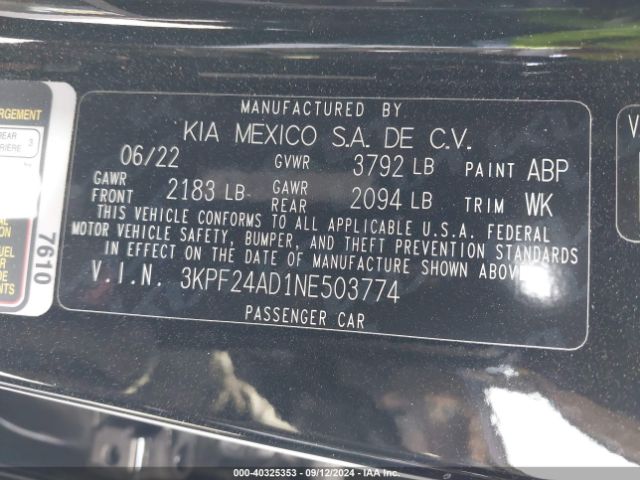 MANUFACTURED BY
KIA MEXICO S.A. DE C.V.
06/22 GVWR 3792 LB PAINT ABP
GAWR FRONT 2183 LB GAWR REAR 2094 LB TRIM WK
THIS VEHICLE CONFORMS TO ALL APPLICABLE U.S.A. FEDERAL
MOTOR VEHICLE SAFETY, BUMPER, AND THEFT PREVENTION STANDARDS
IN EFFECT ON THE DATE OF MANUFACTURE SHOWN ABOVE
V.I.N. 3KPF24AD1NE503774
PASSENGER CAR
REAR
3
7610
V
000-40325353 - 09/12/2024 - IAA Inc.